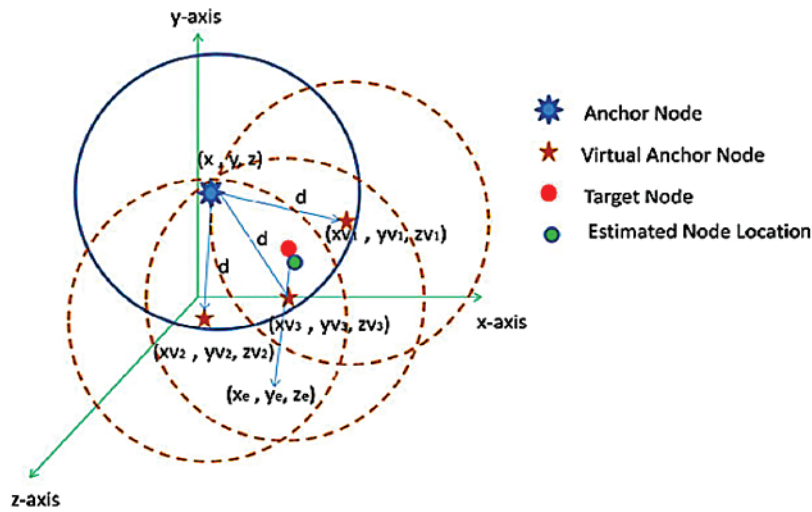 y-axis
Anchor Node
(x , y, z)
Virtual Anchor Node
d
Target Node
(xv₁ , yv₁, zv₁)
Estimated Node Location
d
d
x-axis
(xv₃ , yv₃, zv₃)
(xv₂ , yv₂, zv₂)
(xₑ , yₑ, zₑ)
z-axis